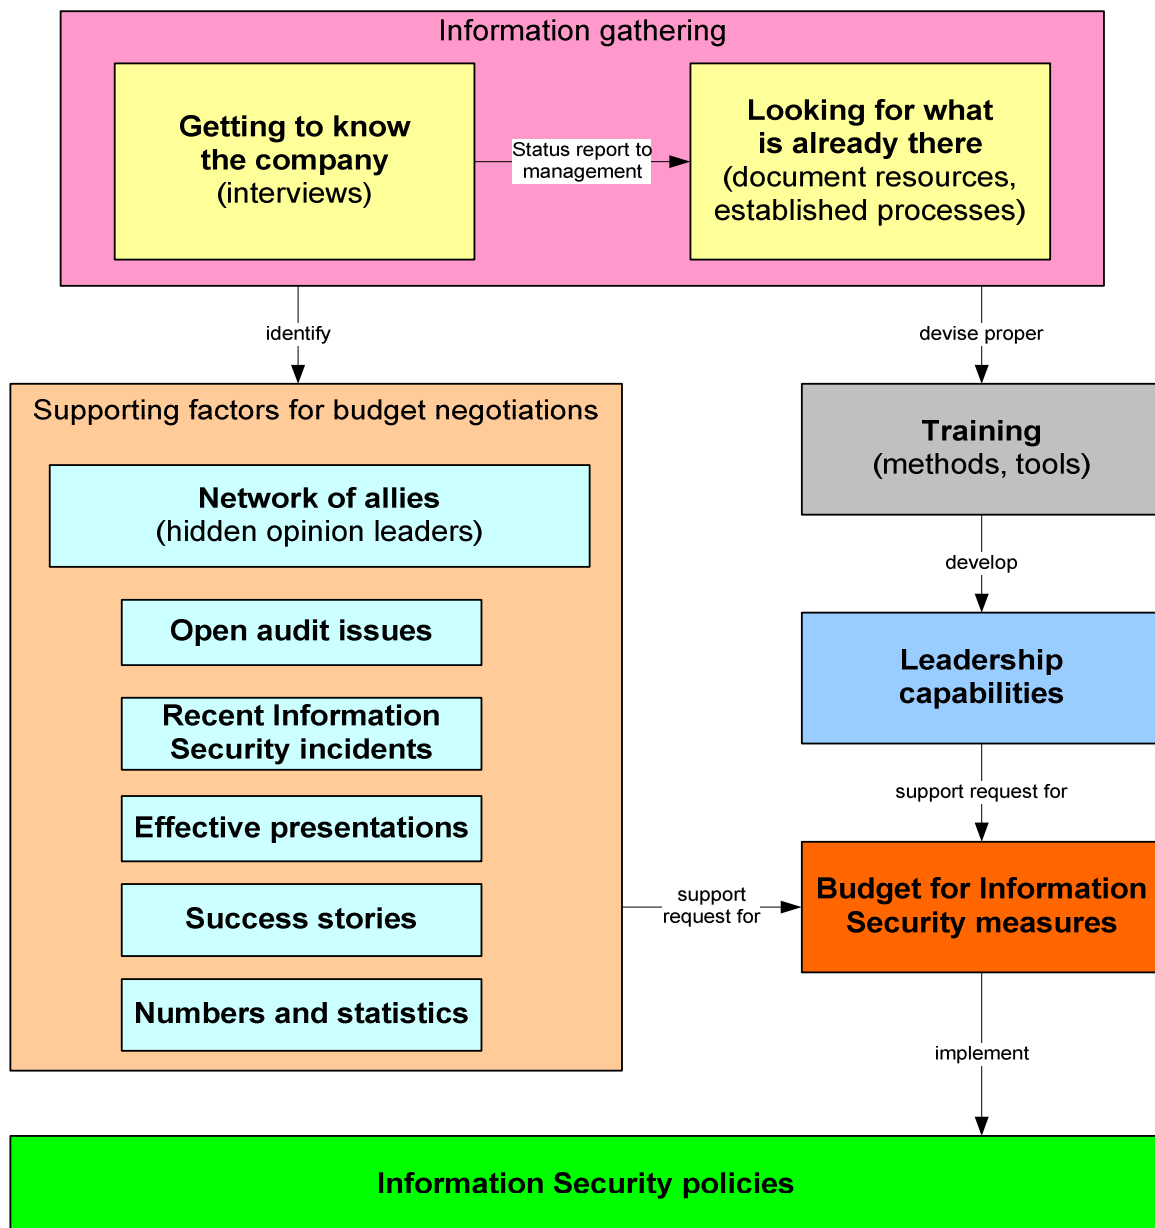 Information gathering
Getting to know
the company
(interviews)
Status report to
management
Looking for what
is already there
(document resources,
established processes)
identify
devise proper
Supporting factors for budget negotiations
Network of allies
(hidden opinion leaders)
Open audit issues
Recent Information
Security incidents
Effective presentations
Success stories
Numbers and statistics
support
request for
Training
(methods, tools)
develop
Leadership
capabilities
support request for
Budget for Information
Security measures
implement
Information Security policies